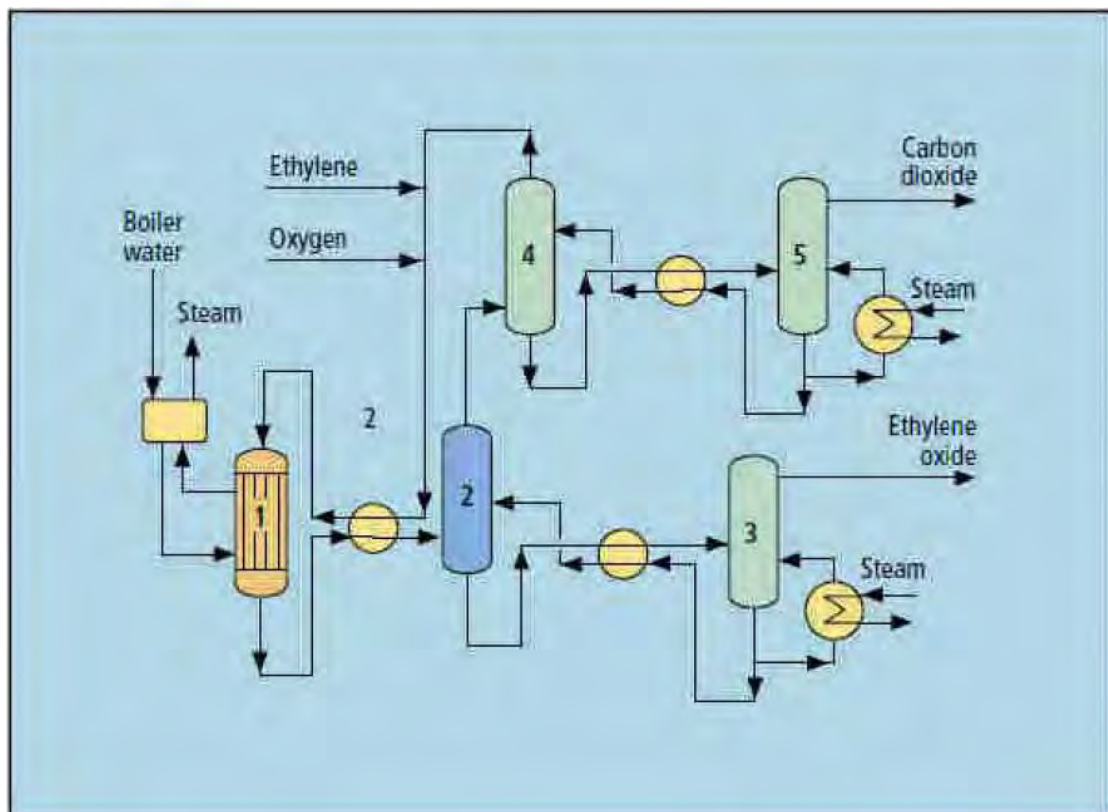 Ethylene
Carbon
dioxide
Boiler
water
Oxygen
4
5
Steam
Steam
2
Ethylene
oxide
1
2
3
Steam